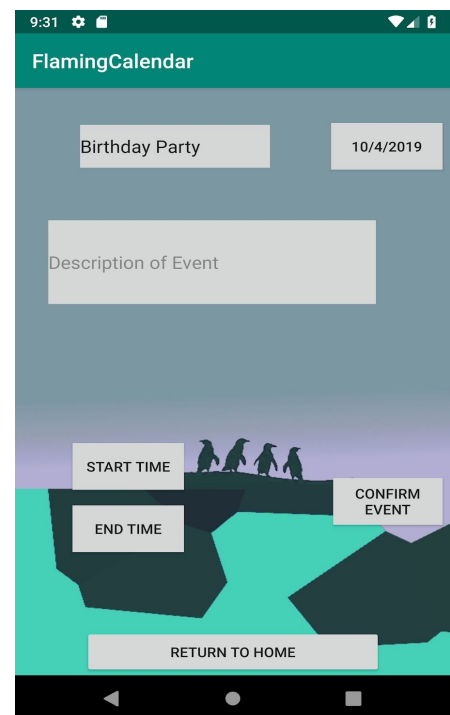 9:31
FlamingCalendar
Birthday Party
10/4/2019
Description of Event
START TIME
CONFIRM
EVENT
END TIME
RETURN TO HOME